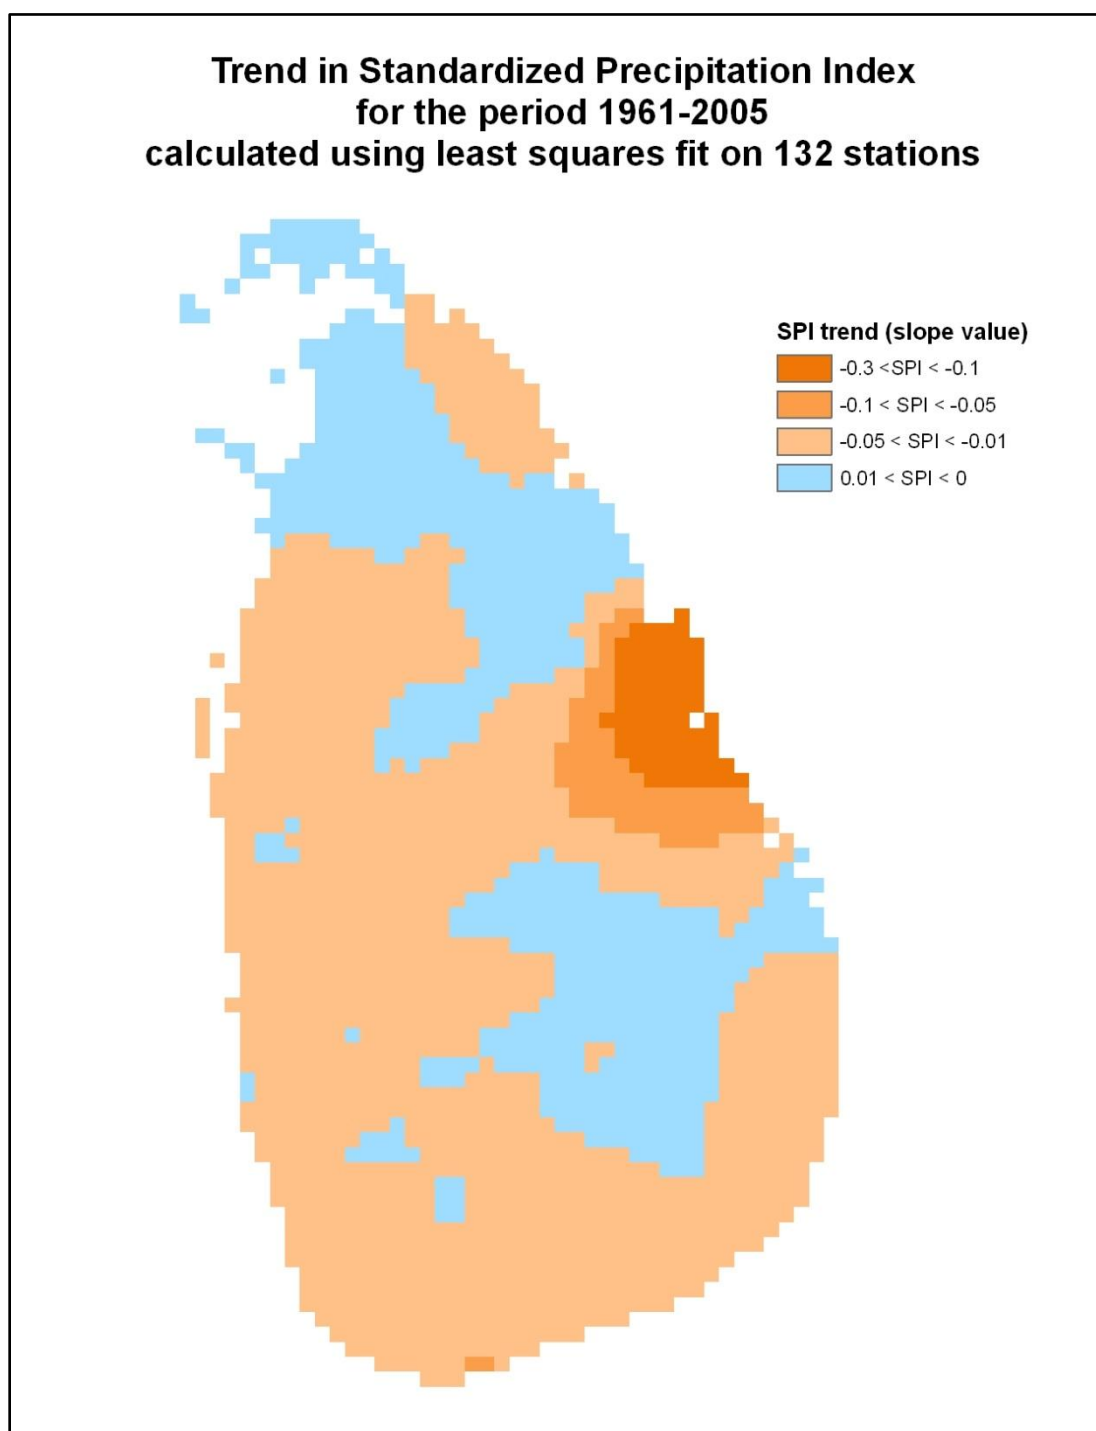 Trend in Standardized Precipitation Index
for the period 1961-2005
calculated using least squares fit on 132 stations
SPI trend (slope value)
-0.3 <SPI < -0.1
-0.1 < SPI < -0.05
-0.05 < SPI < -0.01
0.01 < SPI < 0